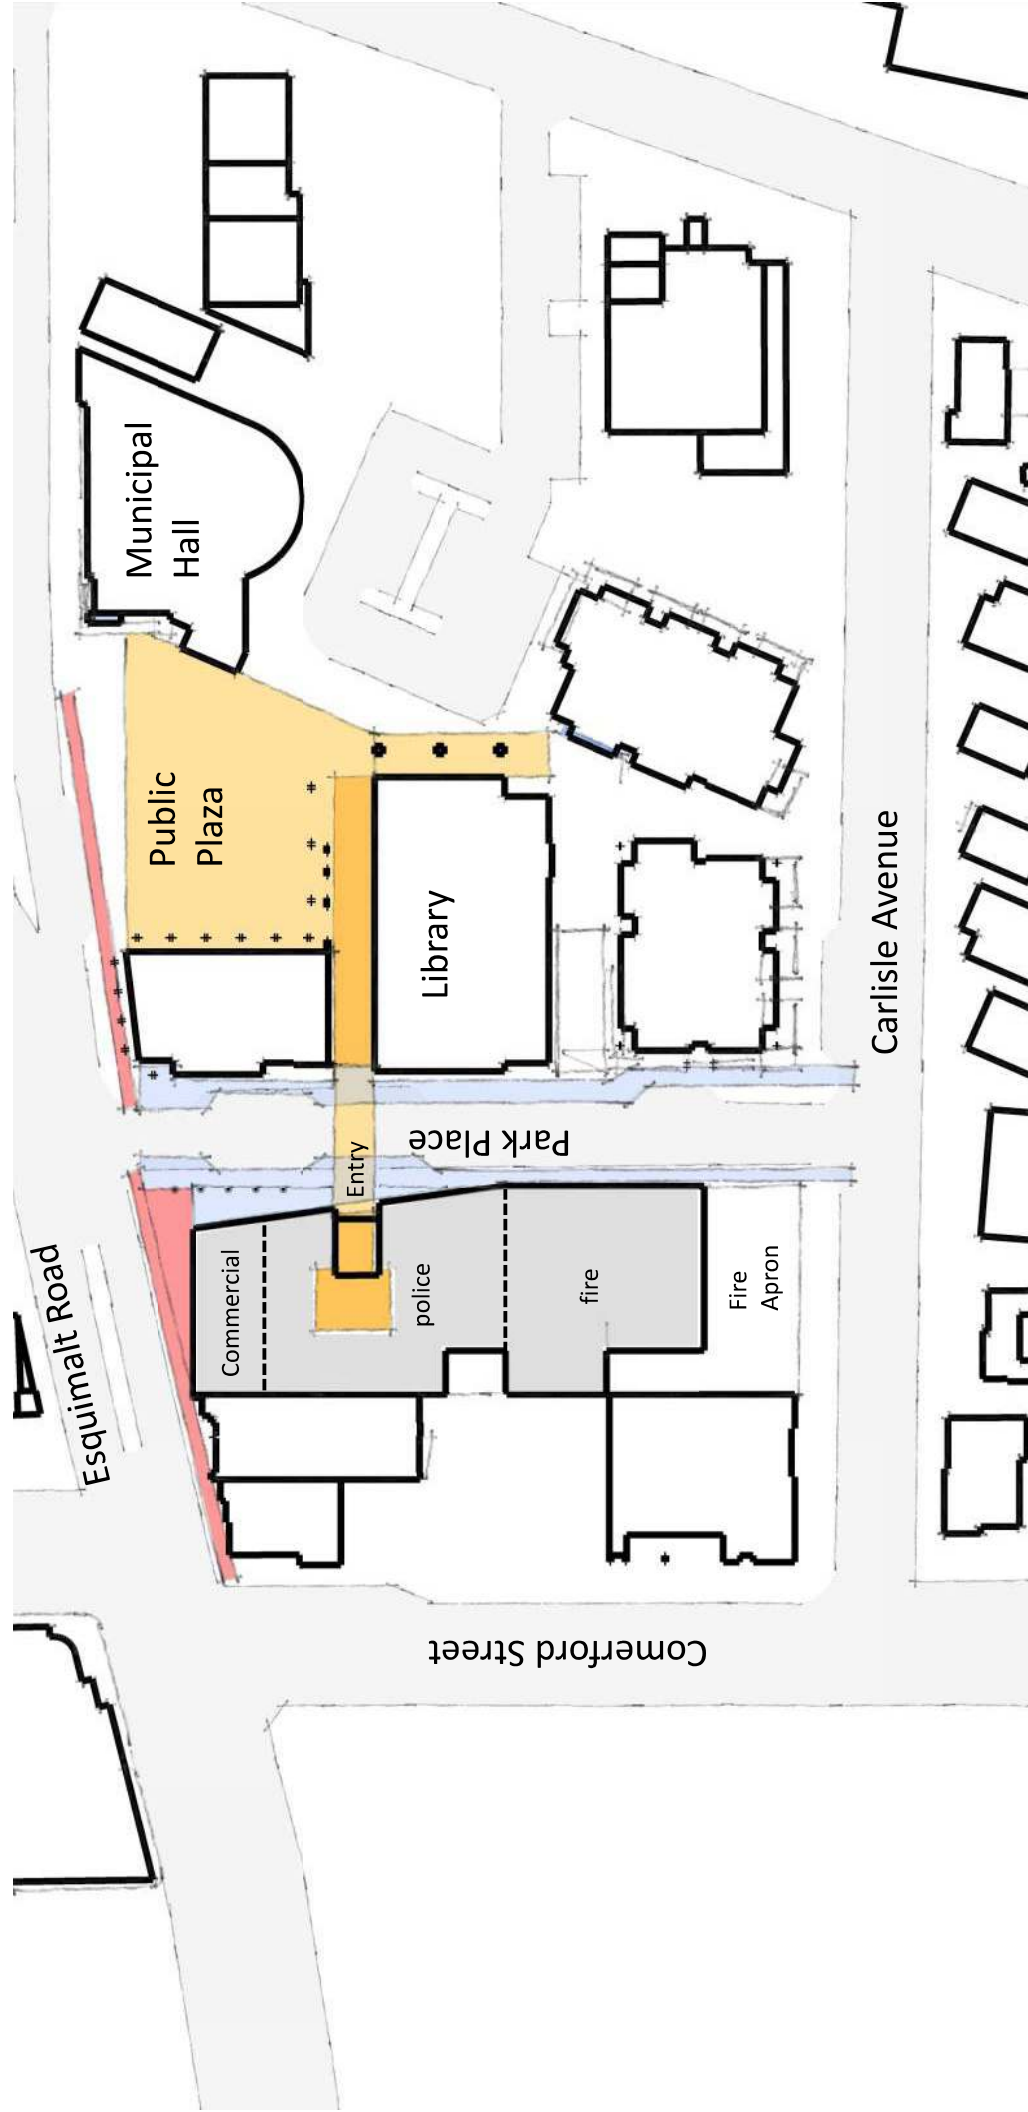 Municipal
Hall
Public
Plaza
Library
Carlisle Avenue
Park Place
Entry
Esquimalt Road
Commercial
police
fire
Fire
Apron
Comerford Street